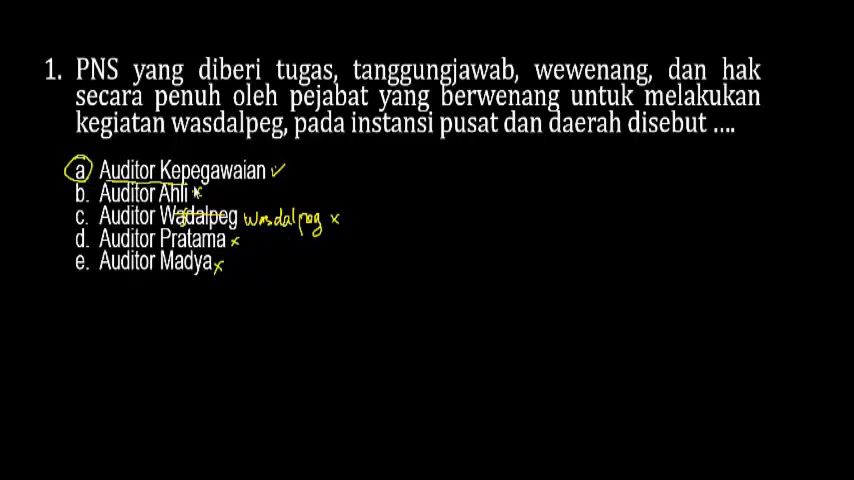 1. PNS yang diberi tugas, tanggungjawab, wewenang, dan hak
secara penuh oleh pejabat yang berwenang untuk melakukan
kegiatan wasdalpeg, pada instansi pusat dan daerah disebut ....
a. Auditor Kepegawaian ✓
b. Auditor Ahli x
c. Auditor Wadalpeg wasdalpeg x
d. Auditor Pratama x
e. Auditor Madya x